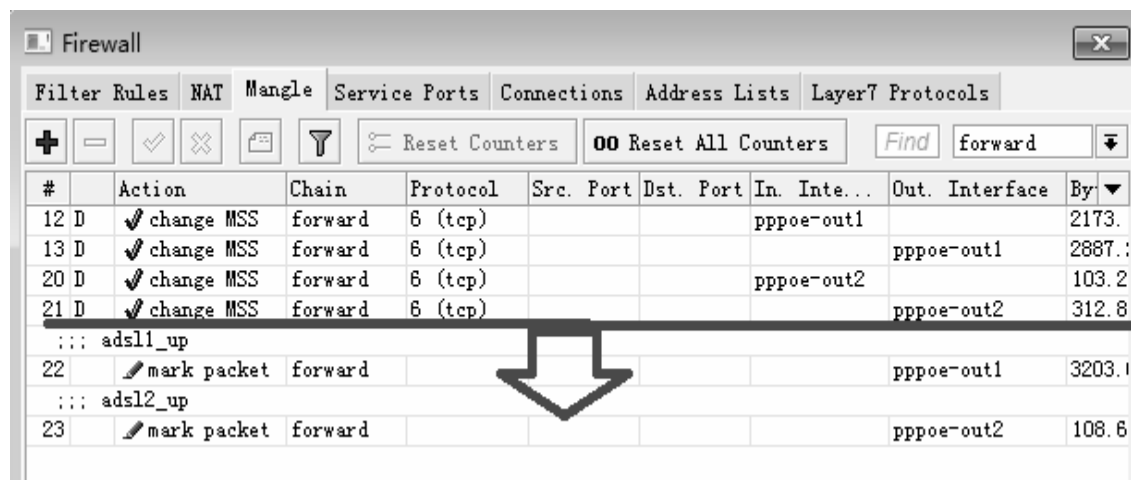 Firewall
Filter Rules NAT Mangle Service Ports Connections Address Lists Layer7 Protocols
Reset Counters 00 Reset All Counters Find forward
# Action Chain Protocol Src. Port Dst. Port In. Inte... Out. Interface By
12 D change MSS forward 6 (tcp) pppoe-out1 2173.
13 D change MSS forward 6 (tcp) pppoe-out1 2887.
20 D change MSS forward 6 (tcp) pppoe-out2 103.2
21 D change MSS forward 6 (tcp) pppoe-out2 312.8
;;; adsl1_up
22 mark packet forward pppoe-out1 3203.
;;; adsl2_up
23 mark packet forward pppoe-out2 108.6